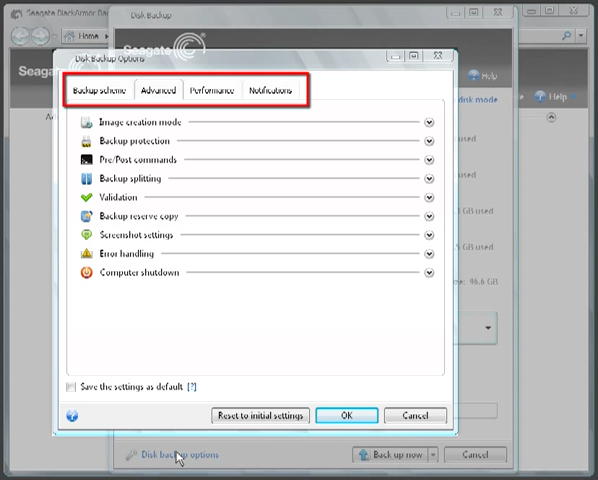 Seagate BlackArmor Bac
Disk Backup
Home
Seagate
Seag
Help
Help
disk mode
used
used
GB used
GB used
96.6 GB
Disk Backup Options
Backup scheme Advanced Performance Notifications
Image creation mode
Backup protection
Pre/Post commands
Backup splitting
Validation
Backup reserve copy
Screenshot settings
Error handling
Computer shutdown
Save the settings as default [?]
Reset to initial settings OK Cancel
Disk backup options Back up now Cancel